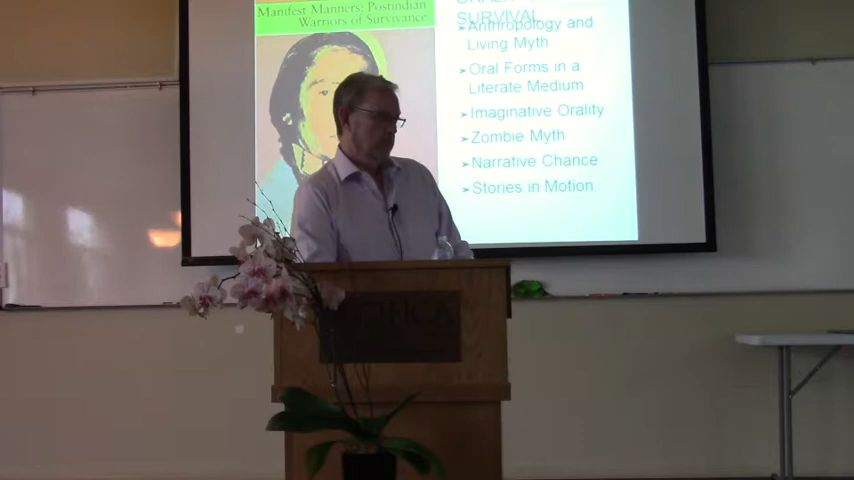 Manifest Manners: Postindian
Warriors of Survivance
SURVIVAL
➢Anthropology and
Living Myth
➢Oral Forms in a
Literate Medium
➢Imaginative Orality
➢Zombie Myth
➢Narrative Chance
➢Stories in Motion